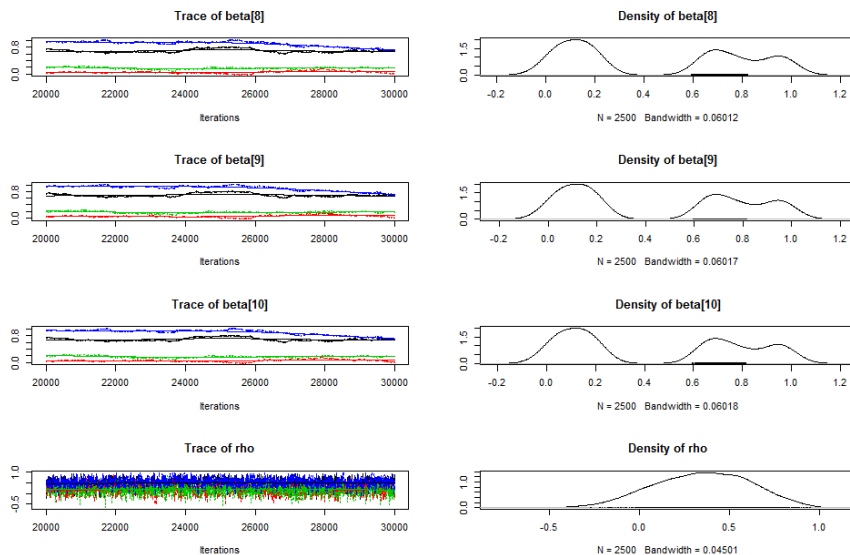 Trace of beta[8]
0.0 0.8
20000 22000 24000 26000 28000 30000
Iterations
Density of beta[8]
0.0 1.5
-0.2 0.0 0.2 0.4 0.6 0.8 1.0 1.2
N = 2500 Bandwidth = 0.06012
Trace of beta[9]
0.0 0.8
20000 22000 24000 26000 28000 30000
Iterations
Density of beta[9]
0.0 1.5
-0.2 0.0 0.2 0.4 0.6 0.8 1.0 1.2
N = 2500 Bandwidth = 0.06017
Trace of beta[10]
0.0 0.8
20000 22000 24000 26000 28000 30000
Iterations
Density of beta[10]
0.0 1.5
-0.2 0.0 0.2 0.4 0.6 0.8 1.0 1.2
N = 2500 Bandwidth = 0.06018
Trace of rho
-0.5 1.0
20000 22000 24000 26000 28000 30000
Iterations
Density of rho
0.0 1.0
-0.5 0.0 0.5 1.0
N = 2500 Bandwidth = 0.04501